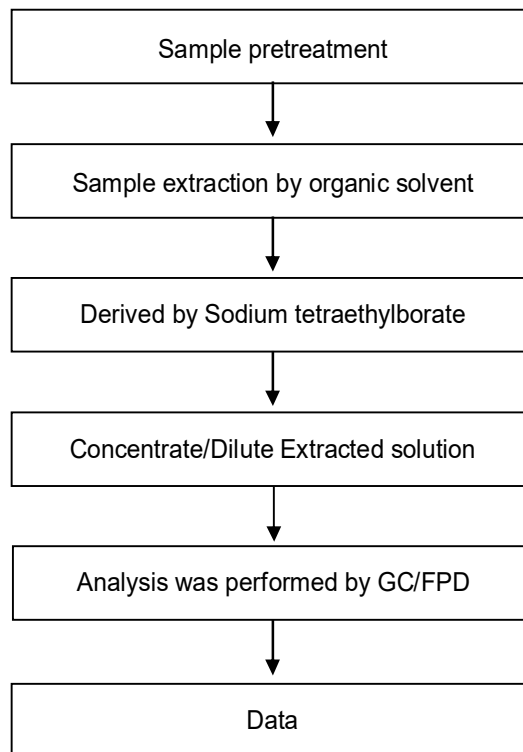 Sample pretreatment
Sample extraction by organic solvent
Derived by Sodium tetraethylborate
Concentrate/Dilute Extracted solution
Analysis was performed by GC/FPD
Data